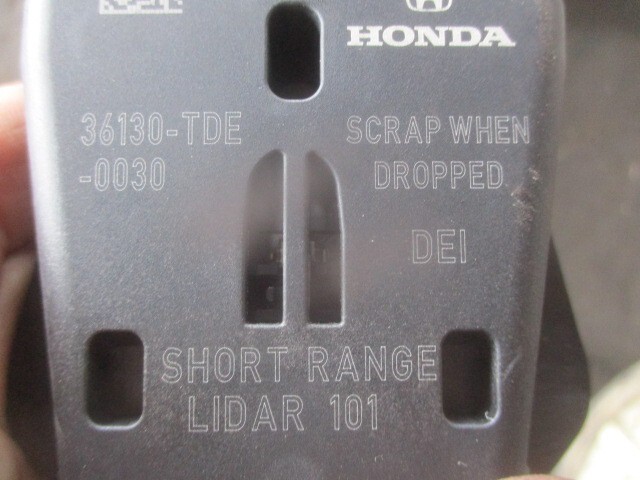 HONDA
36130-TDE
-0030
SCRAP WHEN
DROPPED
DEI
SHORT RANGE
LIDAR 101